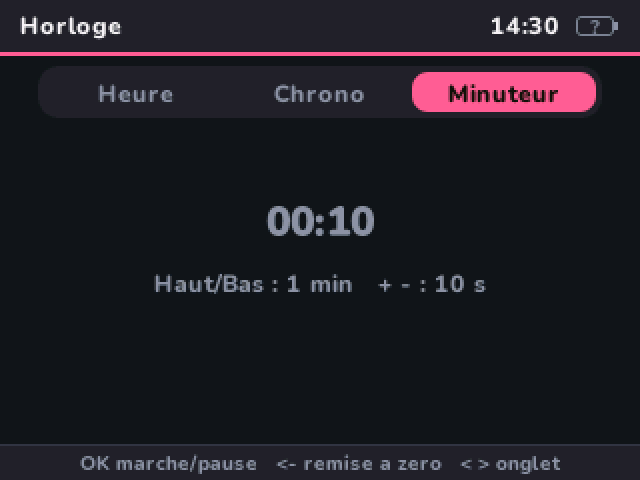 Horloge 14:30 ?
Heure Chrono Minuteur
00:10
Haut/Bas : 1 min + - : 10 s
OK marche/pause <- remise a zero < > onglet